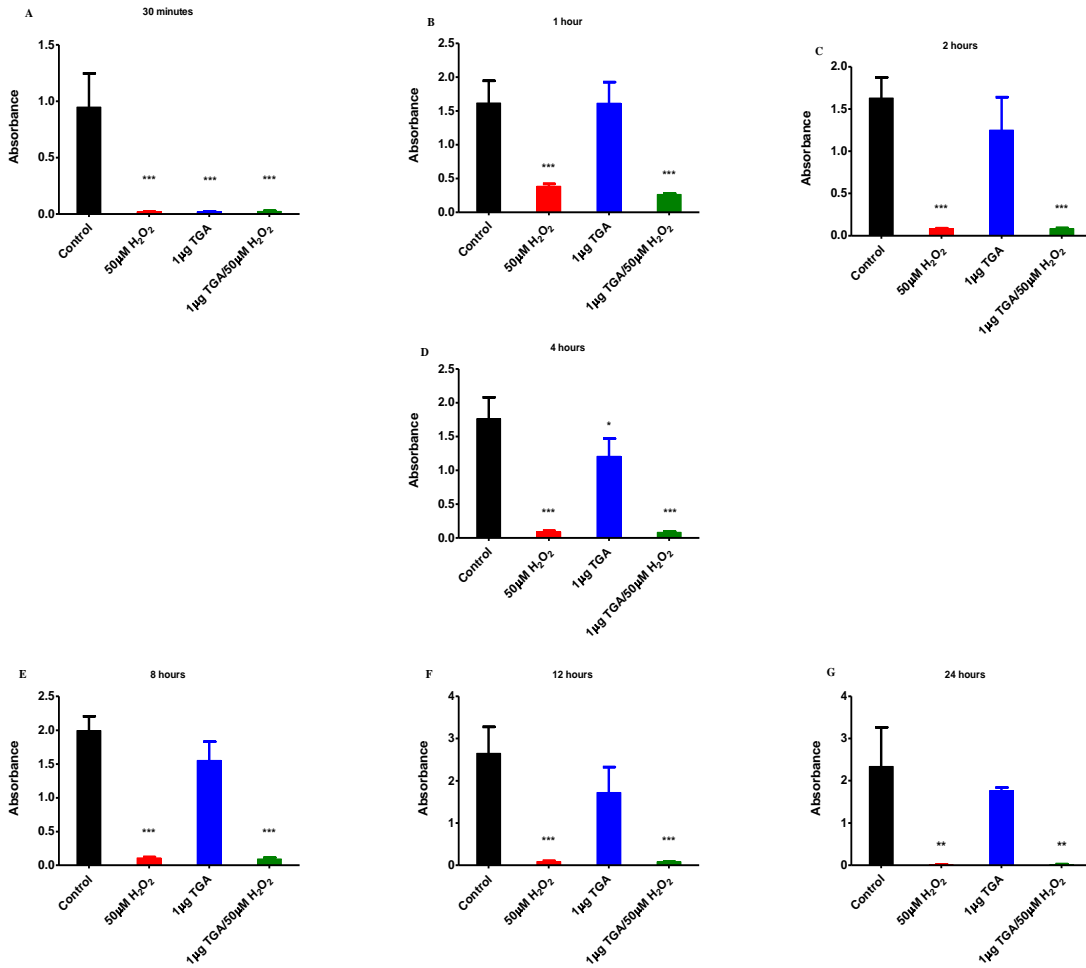 A
30 minutes
Absorbance
1.5
1.0
0.5
0.0
***
***
***
Control
50µM H₂O₂
1µg TGA
1µg TGA/50µM H₂O₂
B
1 hour
Absorbance
2.5
2.0
1.5
1.0
0.5
0.0
***
***
Control
50µM H₂O₂
1µg TGA
1µg TGA/50µM H₂O₂
C
2 hours
Absorbance
2.0
1.5
1.0
0.5
0.0
***
***
Control
50µM H₂O₂
1µg TGA
1µg TGA/50µM H₂O₂
D
4 hours
Absorbance
2.5
2.0
1.5
1.0
0.5
0.0
***
*
***
Control
50µM H₂O₂
1µg TGA
1µg TGA/50µM H₂O₂
E
8 hours
Absorbance
2.5
2.0
1.5
1.0
0.5
0.0
***
***
Control
50µM H₂O₂
1µg TGA
1µg TGA/50µM H₂O₂
F
12 hours
Absorbance
4
3
2
1
0
***
***
Control
50µM H₂O₂
1µg TGA
1µg TGA/50µM H₂O₂
G
24 hours
Absorbance
4
3
2
1
0
**
**
Control
50µM H₂O₂
1µg TGA
1µg TGA/50µM H₂O₂